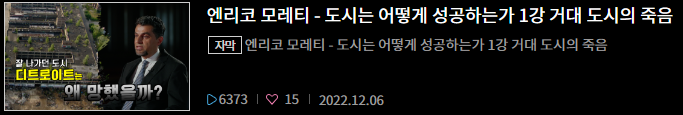 엔리코 모레티 - 도시는 어떻게 성공하는가 1강 거대 도시의 죽음
자막 엔리코 모레티 - 도시는 어떻게 성공하는가 1강 거대 도시의 죽음
잘 나가던 도시
디트로이트는
왜 망했을까?
6373 15 2022.12.06